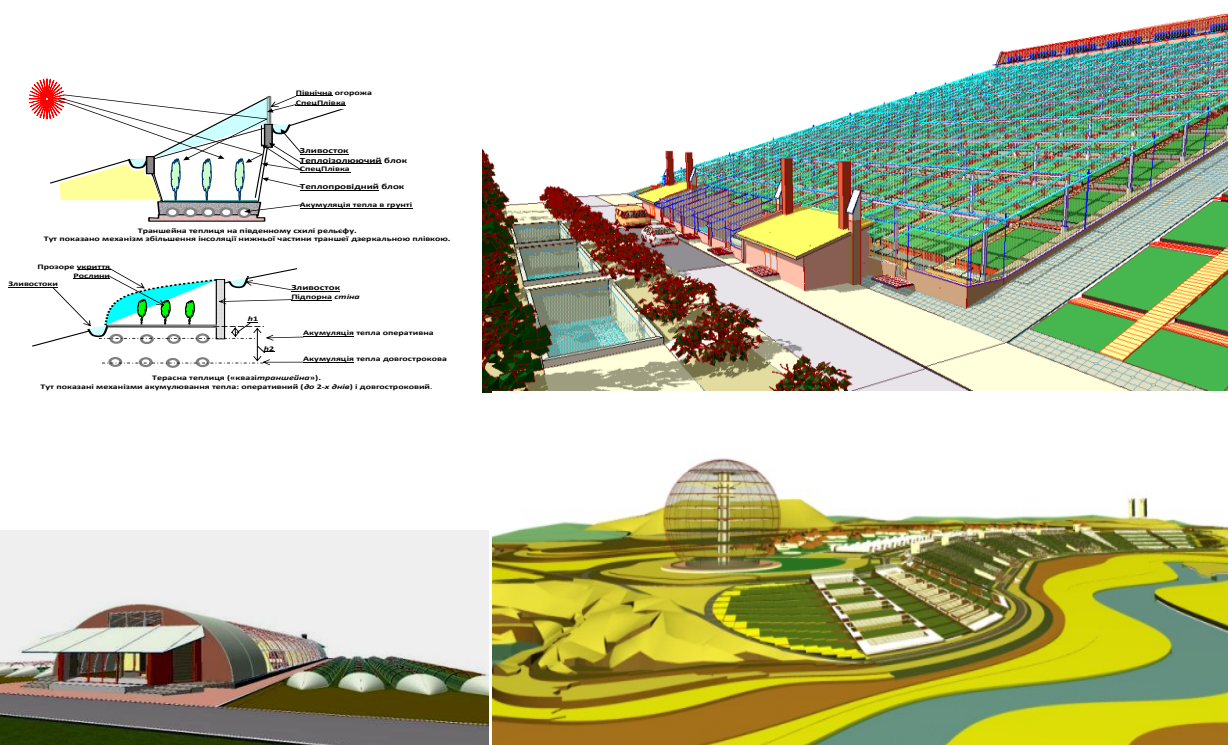 Північна огорожа
СпецПлівка
Зливосток
Теплоізолюючий блок
СпецПлівка
Теплопровідний блок
Акумуляція тепла в грунті
Траншейна теплиця на південному схилі рельєфу.
Тут показано механізм збільшення інсоляції нижньої частини траншеї дзеркальною плівкою.
Прозоре укриття
Рослини
Зливостоки
Зливосток
Підпорна стіна
h1
Акумуляція тепла оперативна
h2
Акумуляція тепла довгострокова
Терасна теплиця («квазітраншейна»).
Тут показані механізми акумулювання тепла: оперативний (до 2-х днів) і довгостроковий.